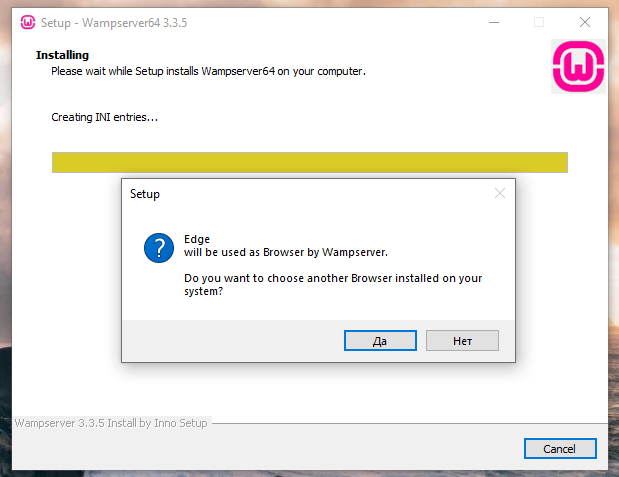 Setup - Wampserver64 3.3.5
Installing
Please wait while Setup installs Wampserver64 on your computer.
Creating INI entries...
Setup
Edge
will be used as Browser by Wampserver.
Do you want to choose another Browser installed on your
system?
Да
Нет
Wampserver 3.3.5 Install by Inno Setup
Cancel